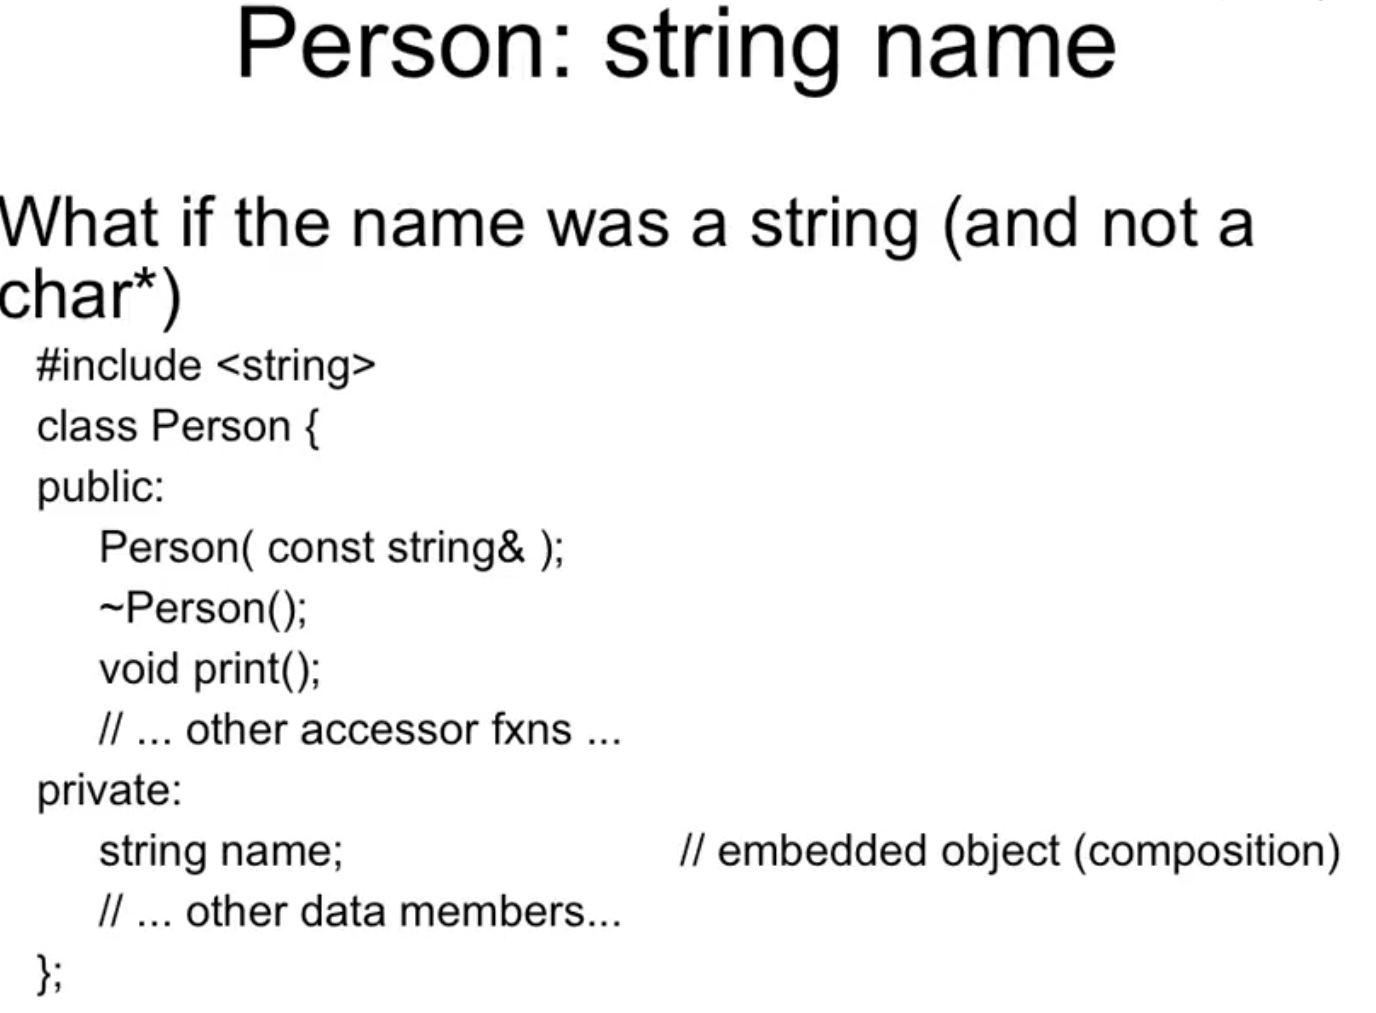 Person: string name
What if the name was a string (and not a
char*)
#include <string>
class Person {
public:
Person( const string& );
~Person();
void print();
// ... other accessor fxns ...
private:
string name; // embedded object (composition)
// ... other data members...
};